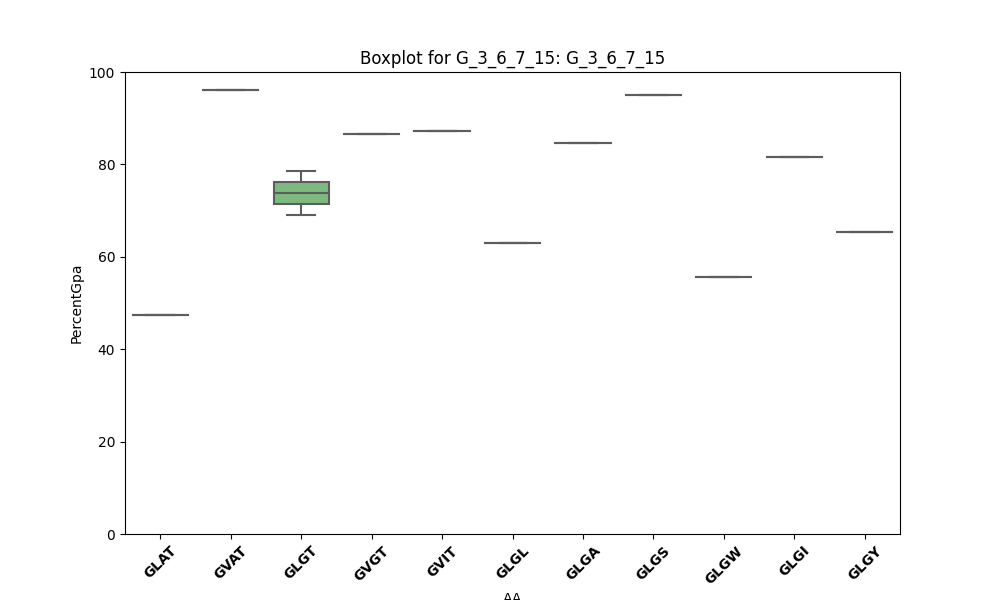 Boxplot for G_3_6_7_15: G_3_6_7_15
100
80
60
40
20
0
PercentGpa
GLAT
GVAT
GLGT
GVGT
GVIT
GLGL
GLGA
GLGS
GLGW
GLGI
GLGY
AA